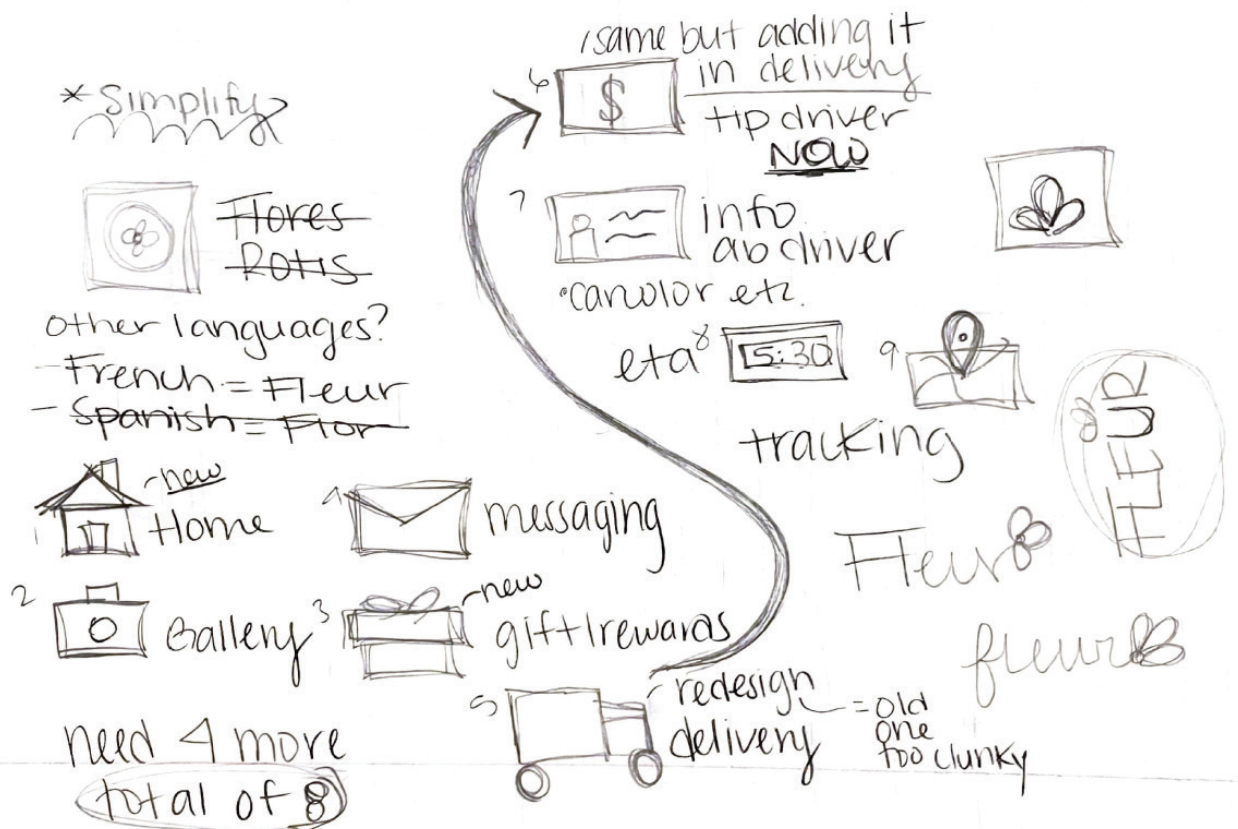 * Simplify
Flores
Rotis
other languages?
- French = Fleur
- Spanish = Flor
1
new
Home
2
Gallery
need 4 more
total of 8
4
messaging
3
new
gift/rewards
5
redesign
delivery
= old
one
too clunky
6
same but adding it
in delivery
$
tip driver
NOW
7
info
ab driver
• car color etc.
eta
8
5:30
9
tracking
FLEUR
Fleur
fleur